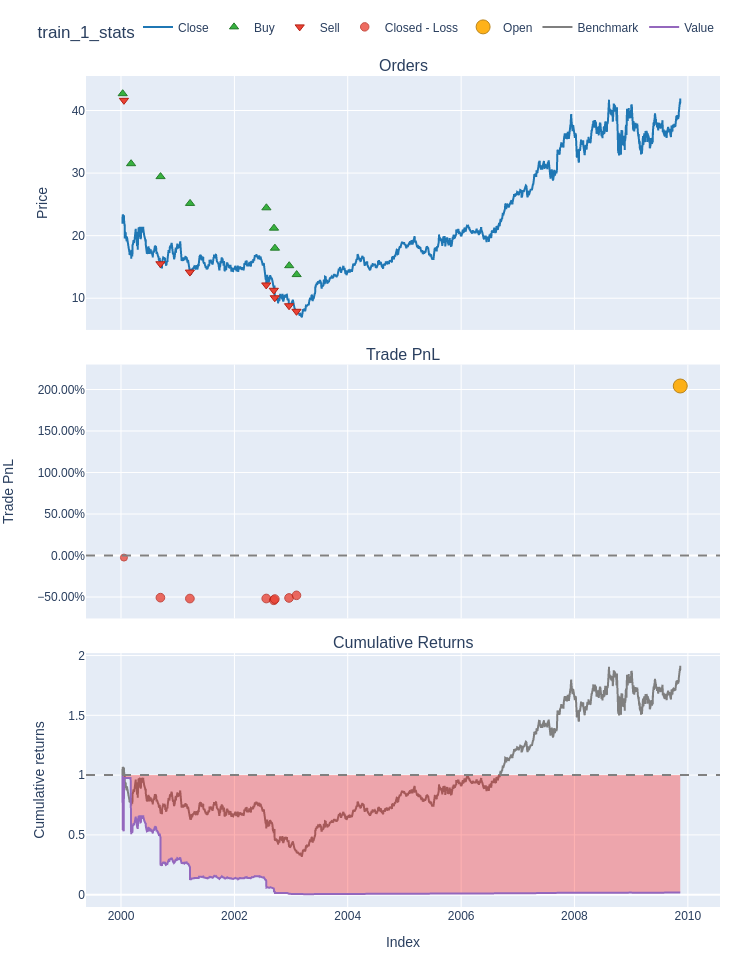 train_1_stats
Close Buy Sell Closed - Loss Open Benchmark Value
Orders
40
30
20
10
Price
Trade PnL
200.00%
150.00%
100.00%
50.00%
0.00%
−50.00%
Trade PnL
Cumulative Returns
2
1.5
1
0.5
0
Cumulative returns
2000 2002 2004 2006 2008 2010
Index